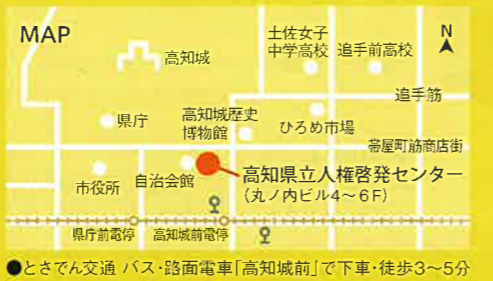 MAP
N
土佐女子
中学高校
追手前高校
高知城
追手筋
県庁
高知城歴史
博物館
ひろめ市場
帯屋町筋商店街
市役所
自治会館
高知県立人権啓発センター
（丸ノ内ビル4～6F）
県庁前電停
高知城前電停
●とさでん交通 バス・路面電車「高知城前」で下車・徒歩3～5分